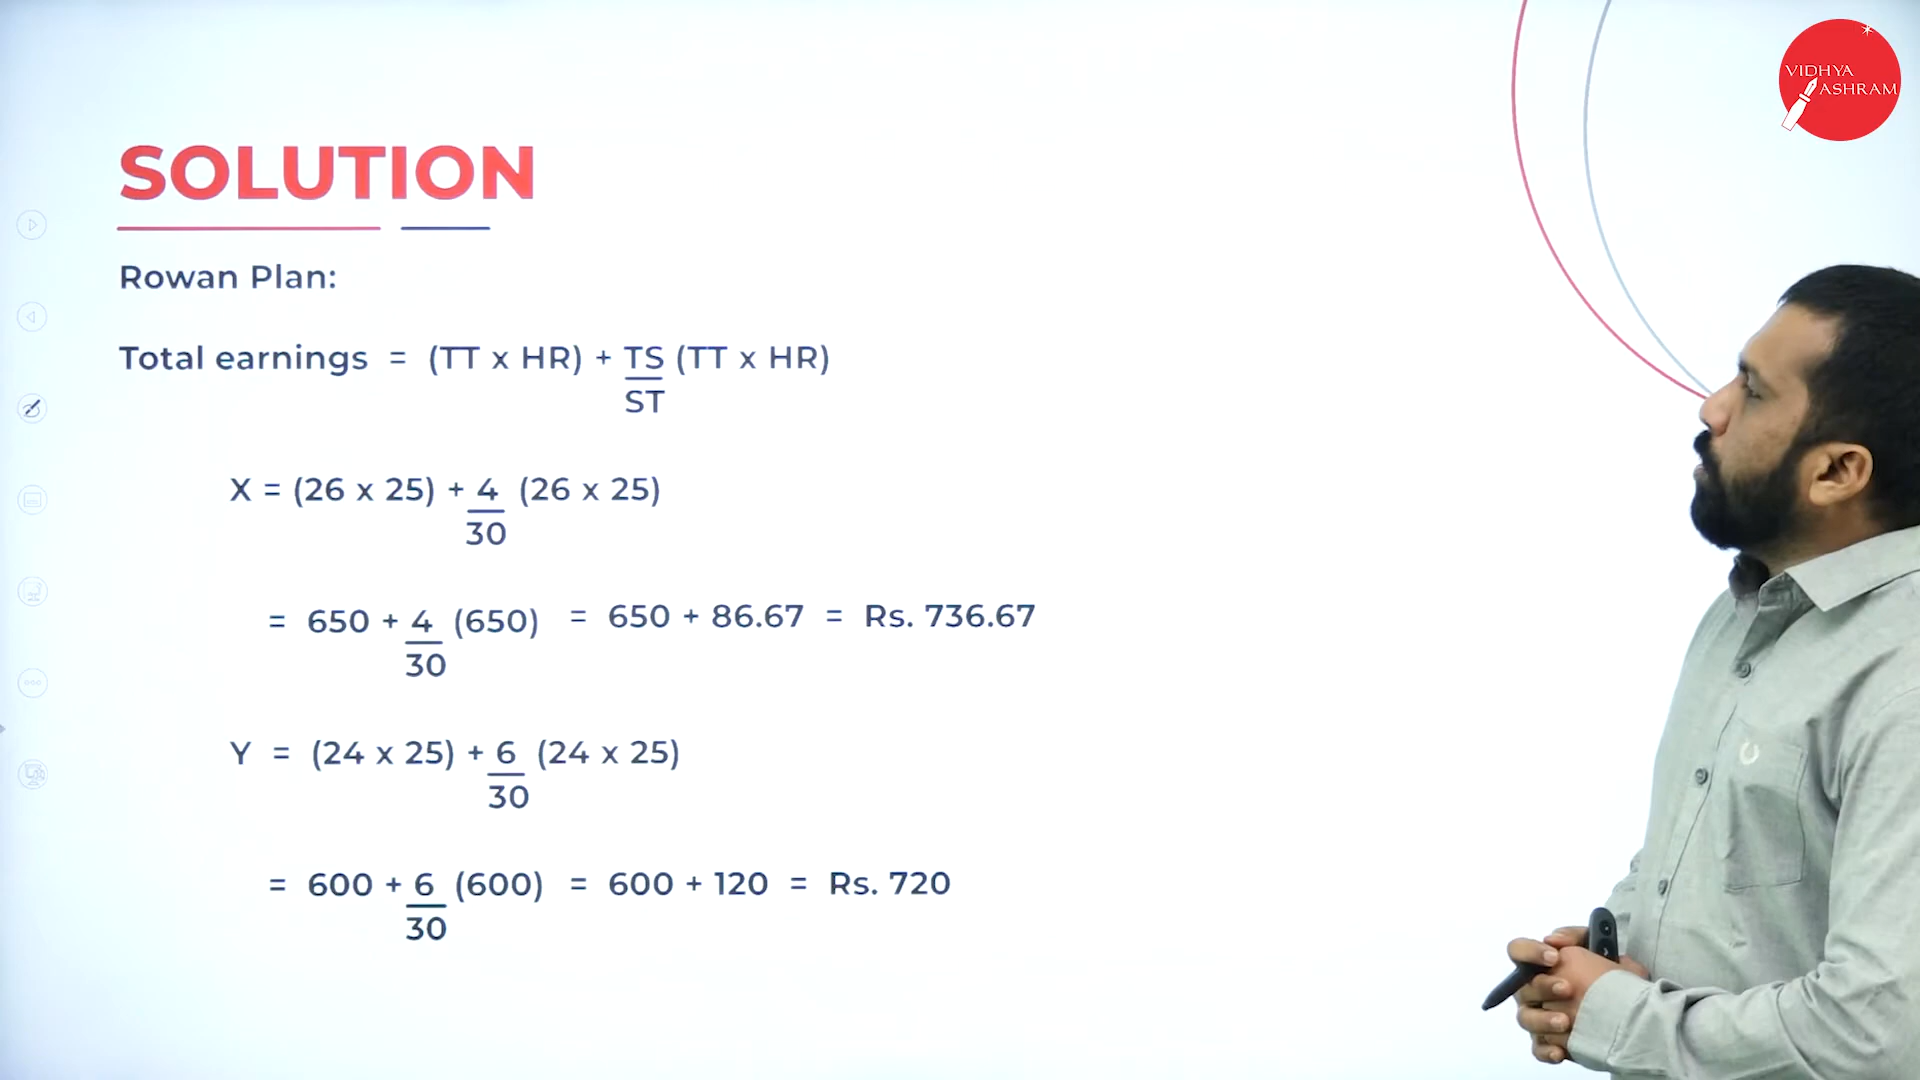 VIDHYA
ASHRAM
SOLUTION
Rowan Plan:
Total earnings = (TT x HR) + TS (TT x HR)
ST
X = (26 x 25) + 4 (26 x 25)
30
= 650 + 4 (650) = 650 + 86.67 = Rs. 736.67
30
Y = (24 x 25) + 6 (24 x 25)
30
= 600 + 6 (600) = 600 + 120 = Rs. 720
30